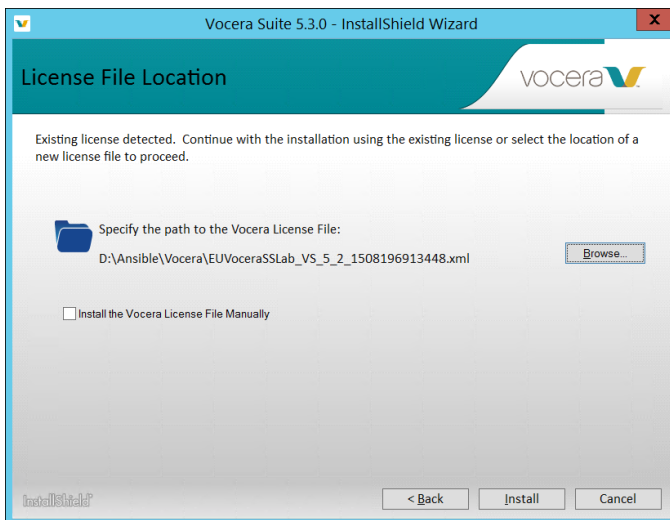 Vocera Suite 5.3.0 - InstallShield Wizard
x
License File Location
vocera
Existing license detected. Continue with the installation using the existing license or select the location of a
new license file to proceed.
Specify the path to the Vocera License File:
D:\Ansible\Vocera\EUVoceraSSLab_VS_5_2_1508196913448.xml
Browse...
Install the Vocera License File Manually
InstallShield
< Back
Install
Cancel